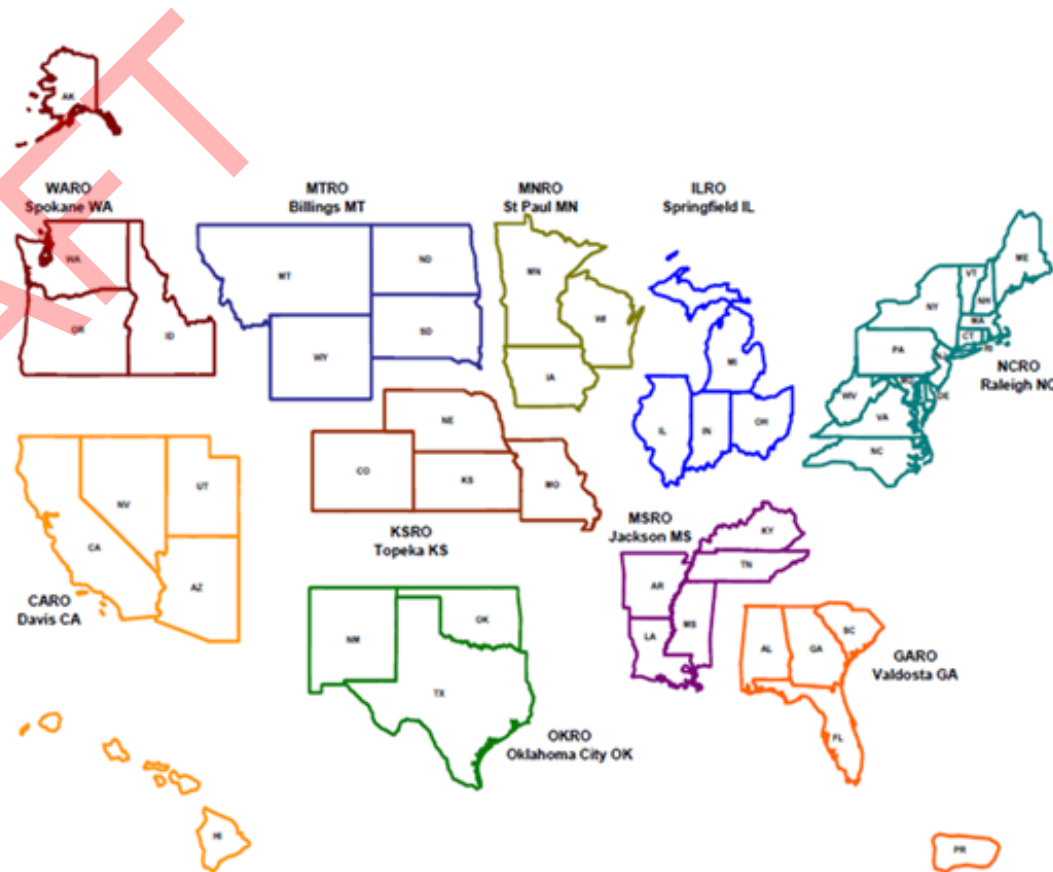 AK
WARO
Spokane WA
MTRO
Billings MT
MNRO
St Paul MN
ILRO
Springfield IL
WA
OR
ID
MT
ND
SD
WY
MN
WI
IA
MI
IL
IN
OH
ME
VT
NH
NY
MA
CT
RI
PA
NJ
MD
DE
WV
VA
NC
NCRO
Raleigh NC
NE
CO
KS
MO
KSRO
Topeka KS
UT
NV
CA
AZ
CARO
Davis CA
MSRO
Jackson MS
KY
TN
AR
MS
LA
NM
OK
TX
OKRO
Oklahoma City OK
AL
GA
SC
FL
GARO
Valdosta GA
HI
PR
AFT